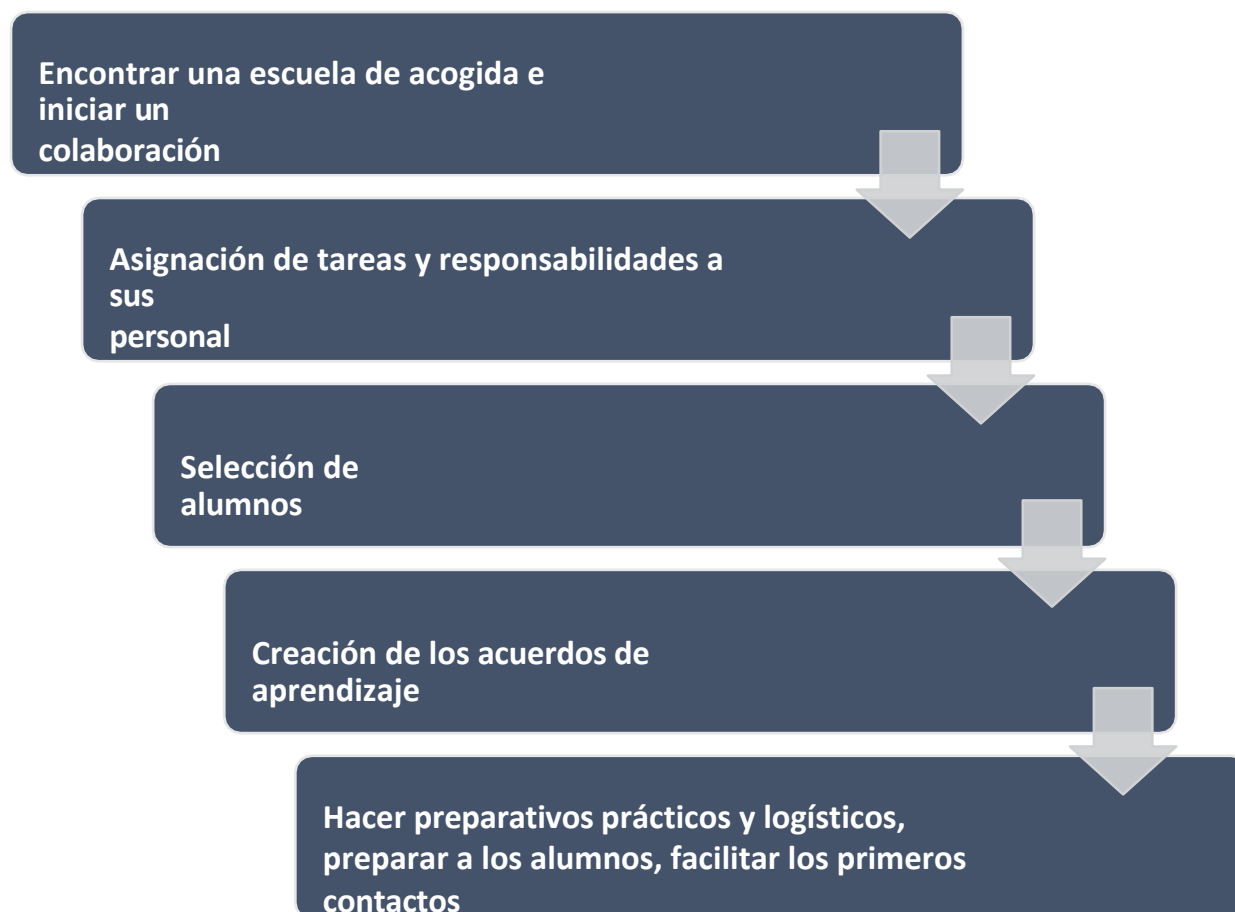 Encontrar una escuela de acogida e
iniciar un
colaboración
Asignación de tareas y responsabilidades a
sus
personal
Selección de
alumnos
Creación de los acuerdos de
aprendizaje
Hacer preparativos prácticos y logísticos,
preparar a los alumnos, facilitar los primeros
contactos